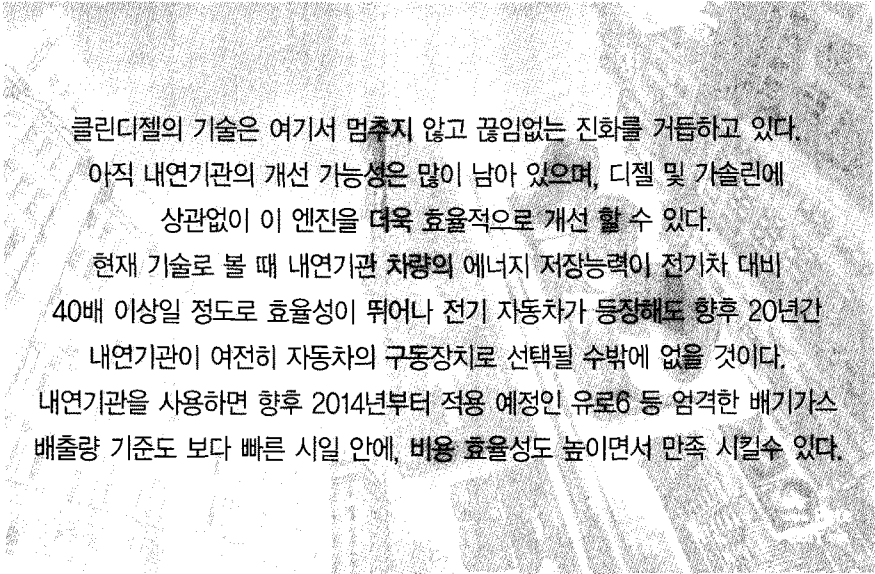 클린디젤의 기술은 여기서 멈추지 않고 끊임없는 진화를 거듭하고 있다.
아직 내연기관의 개선 가능성은 많이 남아 있으며, 디젤 및 가솔린에
상관없이 이 엔진을 더욱 효율적으로 개선 할 수 있다.
현재 기술로 볼 때 내연기관 차량의 에너지 저장능력이 전기차 대비
40배 이상일 정도로 효율성이 뛰어나 전기 자동차가 등장해도 향후 20년간
내연기관이 여전히 자동차의 구동장치로 선택될 수밖에 없을 것이다.
내연기관을 사용하면 향후 2014년부터 적용 예정인 유로6 등 엄격한 배기가스
배출량 기준도 보다 빠른 시일 안에, 비용 효율성도 높이면서 만족 시킬수 있다.